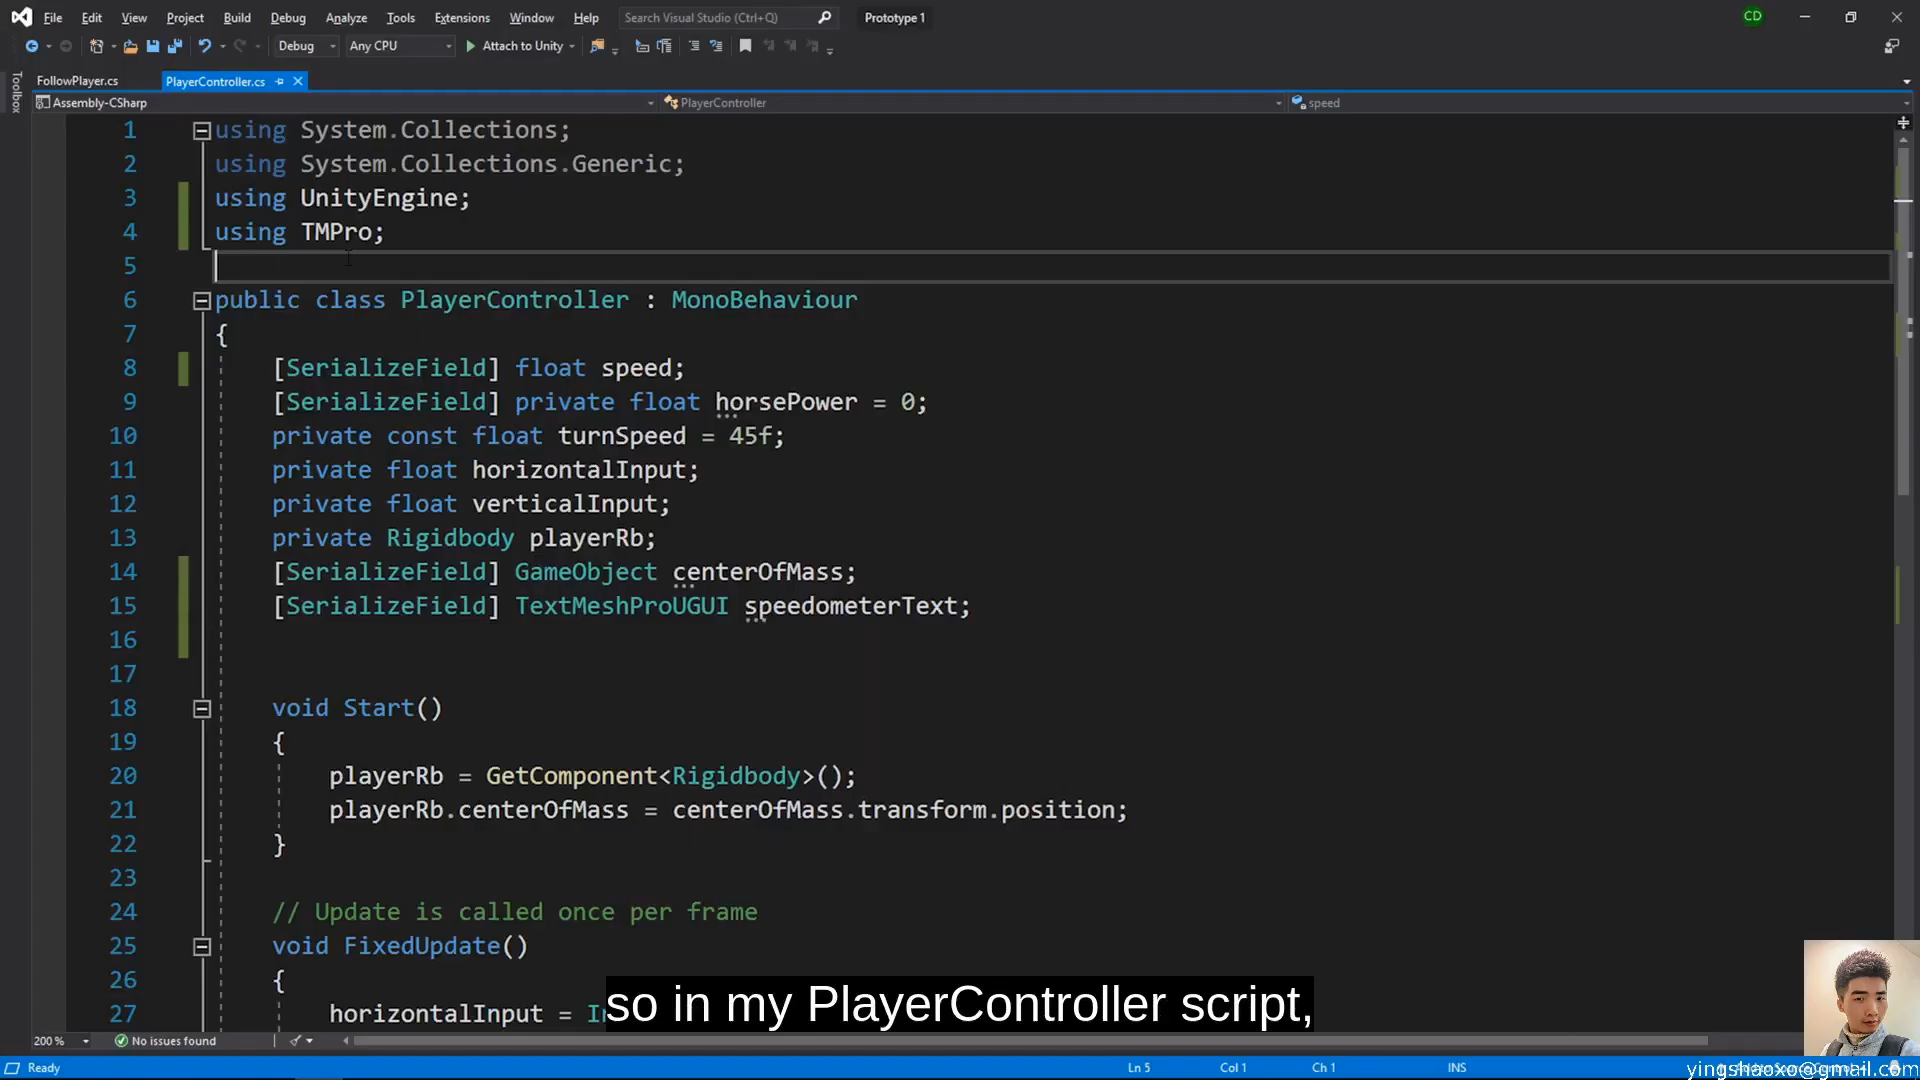 File Edit View Project Build Debug Analyze Tools Extensions Window Help Search Visual Studio (Ctrl+Q) Prototype 1 CD
Debug Any CPU Attach to Unity
Toolbox
FollowPlayer.cs PlayerController.cs
Assembly-CSharp PlayerController speed
1 using System.Collections;
2 using System.Collections.Generic;
3 using UnityEngine;
4 using TMPro;
5
6 public class PlayerController : MonoBehaviour
7 {
8 [SerializeField] float speed;
9 [SerializeField] private float horsePower = 0;
10 private const float turnSpeed = 45f;
11 private float horizontalInput;
12 private float verticalInput;
13 private Rigidbody playerRb;
14 [SerializeField] GameObject centerOfMass;
15 [SerializeField] TextMeshProUGUI speedometerText;
16
17
18 void Start()
19 {
20 playerRb = GetComponent<Rigidbody>();
21 playerRb.centerOfMass = centerOfMass.transform.position;
22 }
23
24 // Update is called once per frame
25 void FixedUpdate()
26 {
27 horizontalInput = I
so in my PlayerController script,
200 % No issues found
Ready Ln 5 Col 1 Ch 1 INS
yingshaoxo@gmail.com